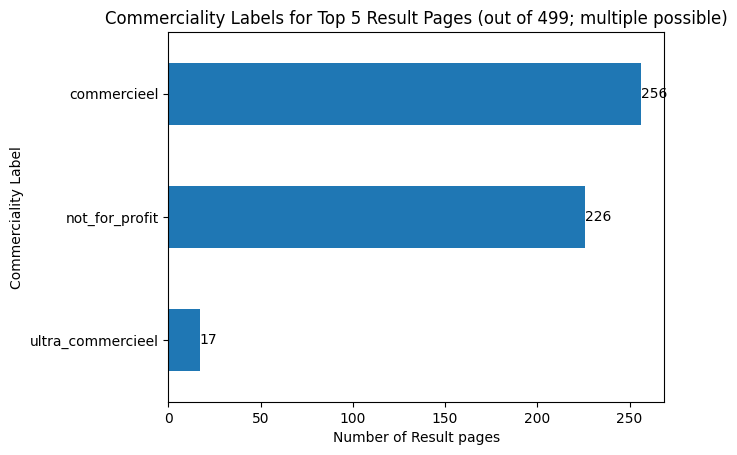 Commerciality Labels for Top 5 Result Pages (out of 499; multiple possible)
Commerciality Label
commercieel
256
not_for_profit
226
ultra_commercieel
17
0 50 100 150 200 250
Number of Result pages